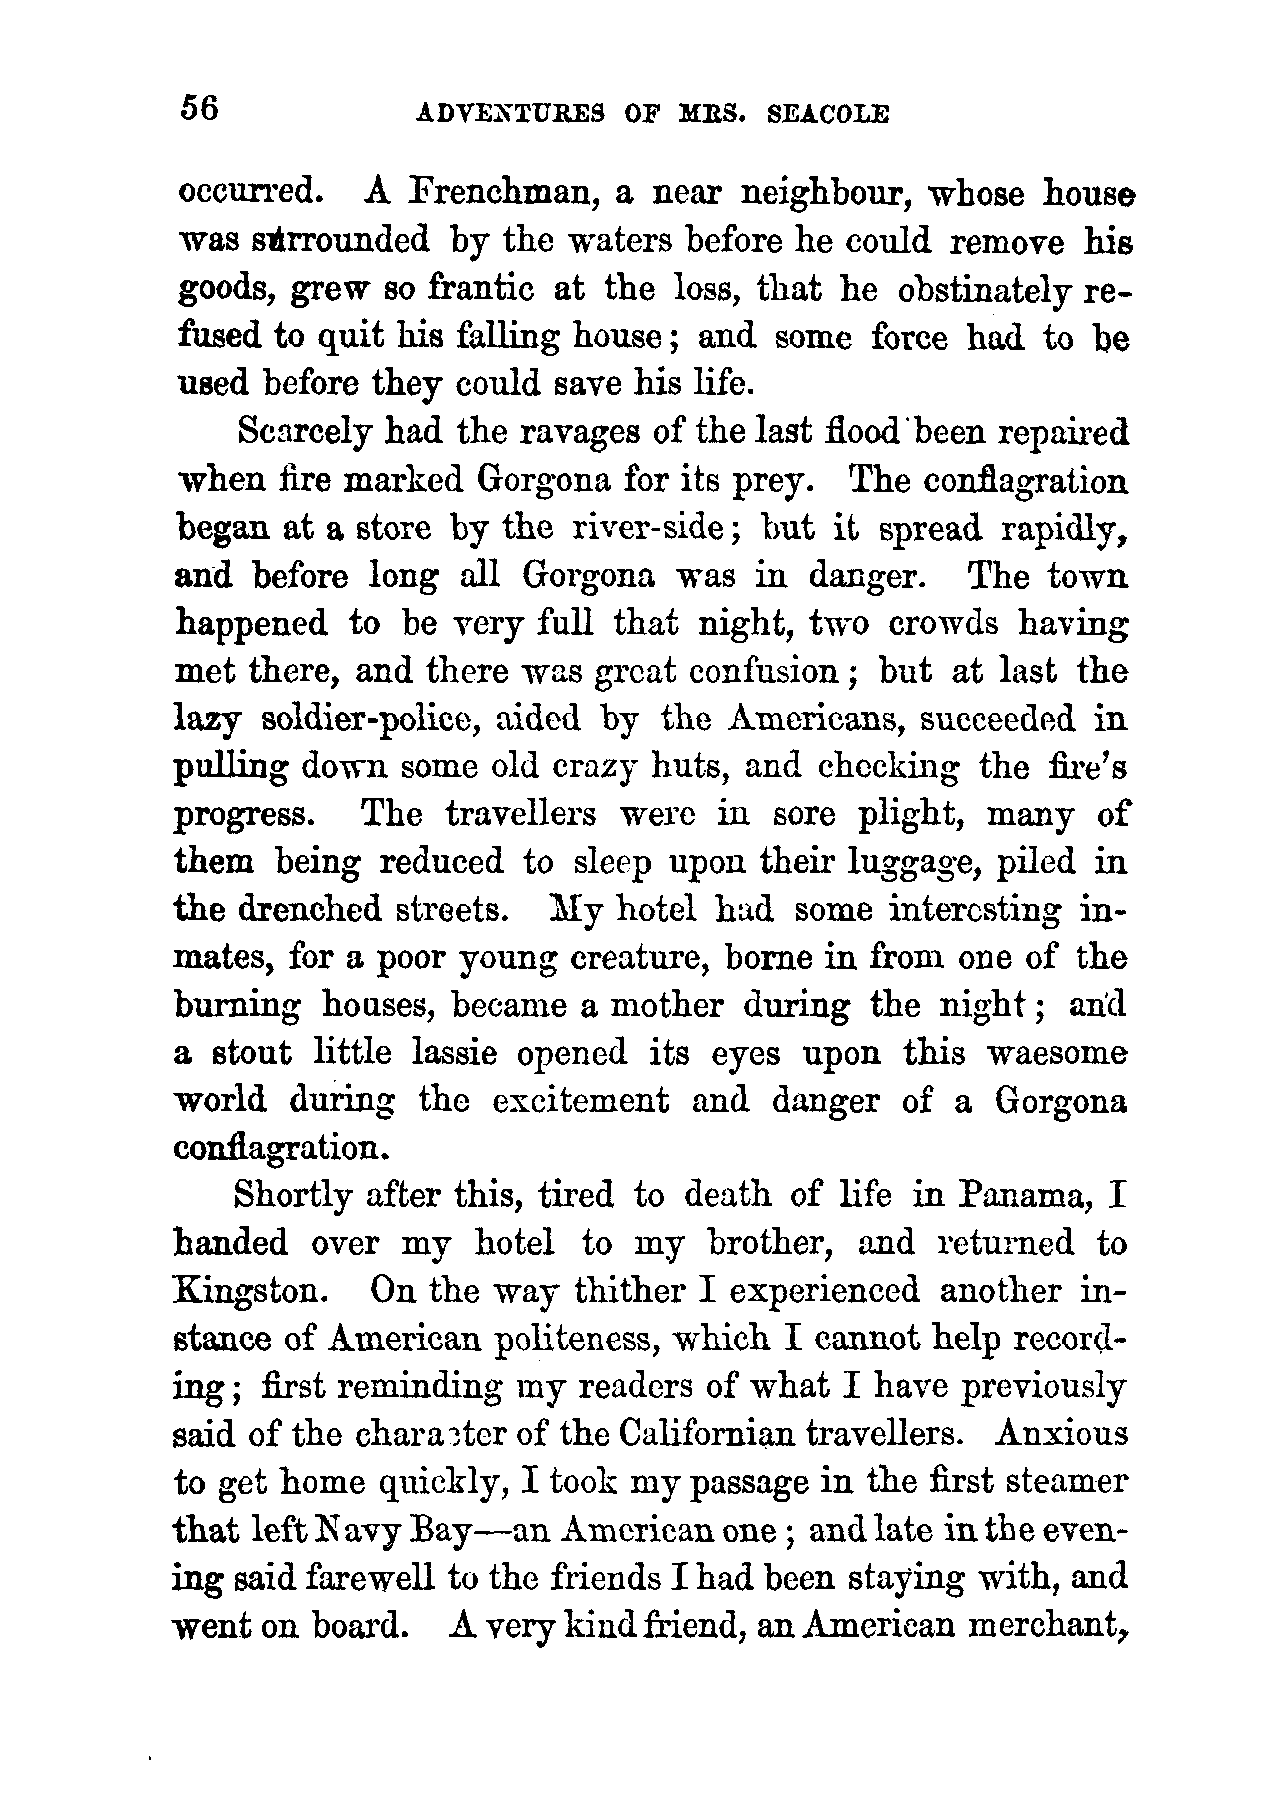 56 ADVENTURES OF MRS. SEACOLE
occurred. A Frenchman, a near neighbour, whose house
was surrounded by the waters before he could remove his
goods, grew so frantic at the loss, that he obstinately re-
fused to quit his falling house; and some force had to be
used before they could save his life.
Scarcely had the ravages of the last flood been repaired
when fire marked Gorgona for its prey. The conflagration
began at a store by the river-side; but it spread rapidly,
and before long all Gorgona was in danger. The town
happened to be very full that night, two crowds having
met there, and there was great confusion; but at last the
lazy soldier-police, aided by the Americans, succeeded in
pulling down some old crazy huts, and checking the fire's
progress. The travellers were in sore plight, many of
them being reduced to sleep upon their luggage, piled in
the drenched streets. My hotel had some interesting in-
mates, for a poor young creature, borne in from one of the
burning houses, became a mother during the night; and
a stout little lassie opened its eyes upon this waesome
world during the excitement and danger of a Gorgona
conflagration.
Shortly after this, tired to death of life in Panama, I
handed over my hotel to my brother, and returned to
Kingston. On the way thither I experienced another in-
stance of American politeness, which I cannot help record-
ing; first reminding my readers of what I have previously
said of the character of the Californian travellers. Anxious
to get home quickly, I took my passage in the first steamer
that left Navy Bay—an American one; and late in the even-
ing said farewell to the friends I had been staying with, and
went on board. A very kind friend, an American merchant,